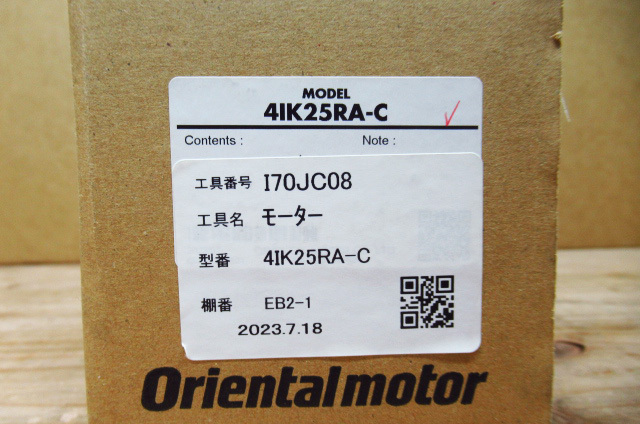 MODEL
4IK25RA-C
Contents : Note :
工具番号 I70JC08
工具名 モーター
型番 4IK25RA-C
棚番 EB2-1
2023.7.18
Orientalmotor